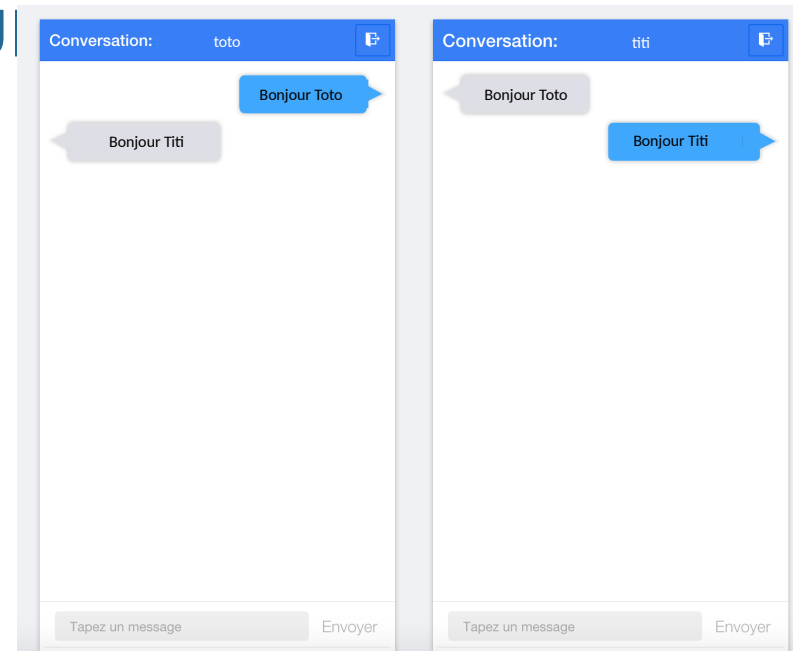 Conversation: toto
Bonjour Toto
Bonjour Titi
Tapez un message Envoyer
Conversation: titi
Bonjour Toto
Bonjour Titi
Tapez un message Envoyer